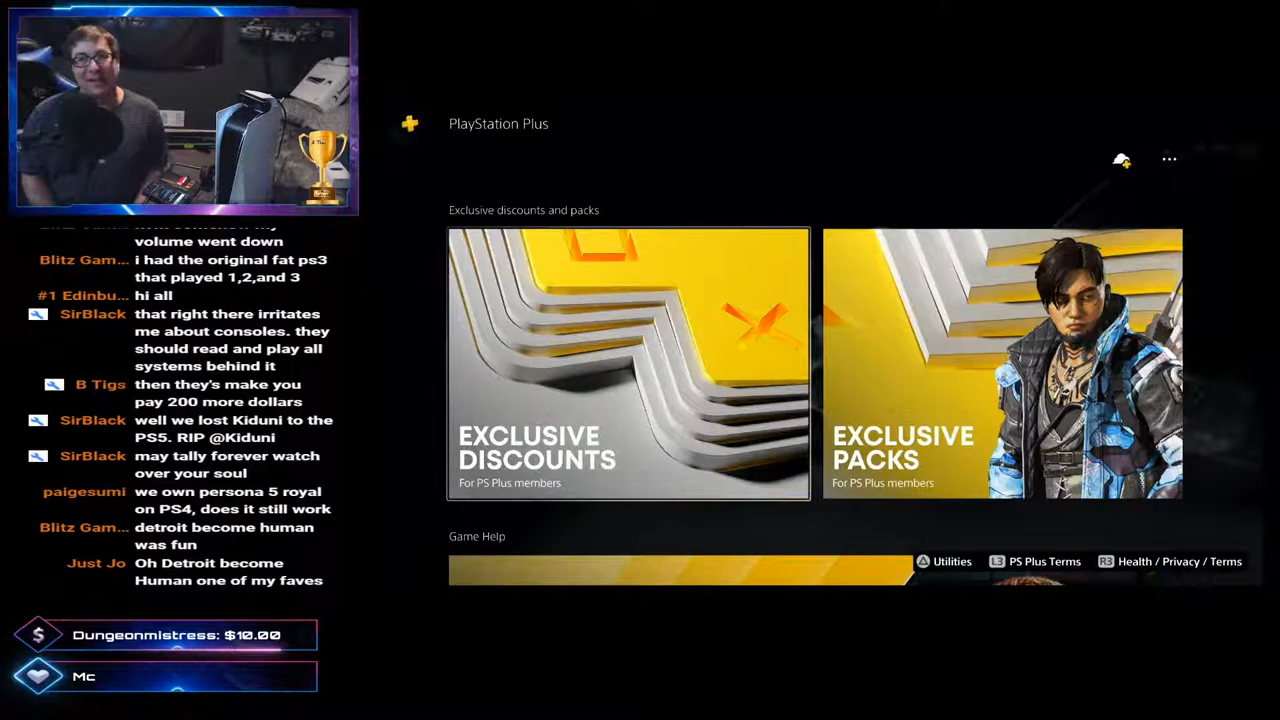 volume went down
Blitz Gam... i had the original fat ps3
that played 1,2,and 3
#1 Edinbu... hi all
SirBlack that right there irritates
me about consoles. they
should read and play all
systems behind it
B Tigs then they's make you
pay 200 more dollars
SirBlack well we lost Kiduni to the
PS5. RIP @Kiduni
SirBlack may tally forever watch
over your soul
paigesumi we own persona 5 royal
on PS4, does it still work
Blitz Gam... detroit become human
was fun
Just Jo Oh Detroit become
Human one of my faves
$ Dungeonmistress: $10.00
Mc
PlayStation Plus
...
Exclusive discounts and packs
EXCLUSIVE
DISCOUNTS
For PS Plus members
EXCLUSIVE
PACKS
For PS Plus members
Game Help
Utilities L3 PS Plus Terms R3 Health / Privacy / Terms